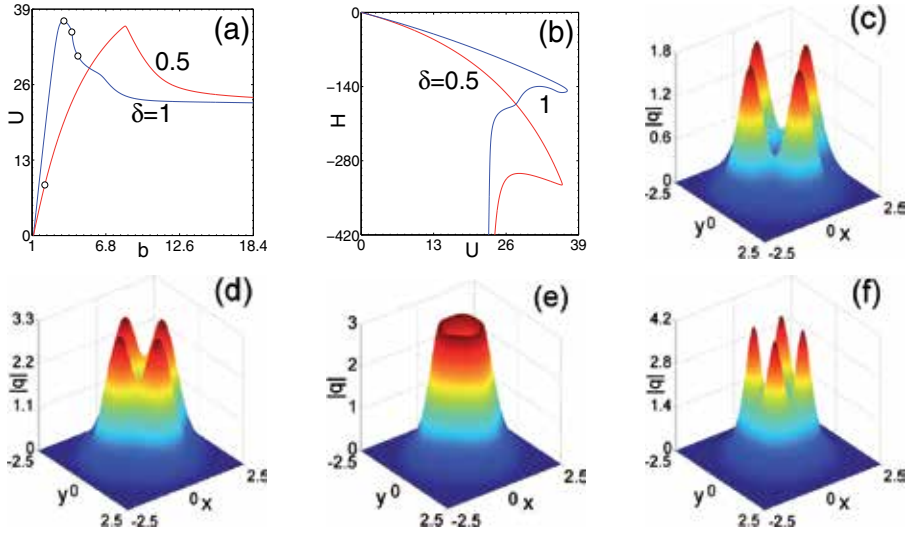 (a)
39
26
13
0
U
0.5
δ=1
1
6.8
12.6
18.4
b
(b)
0
−140
−280
−420
H
δ=0.5
1
0
13
26
39
U
(c)
1.8
1.2
0.6
0
|q|
-2.5
y
0
2.5
-2.5
0
x
2.5
(d)
3.3
2.2
1.1
0
|q|
-2.5
y
0
2.5
-2.5
0
x
2.5
(e)
3
2
1
0
|q|
-2.5
y
0
2.5
-2.5
0
x
2.5
(f)
4.2
2.8
1.4
0
|q|
-2.5
y
0
2.5
-2.5
0
x
2.5